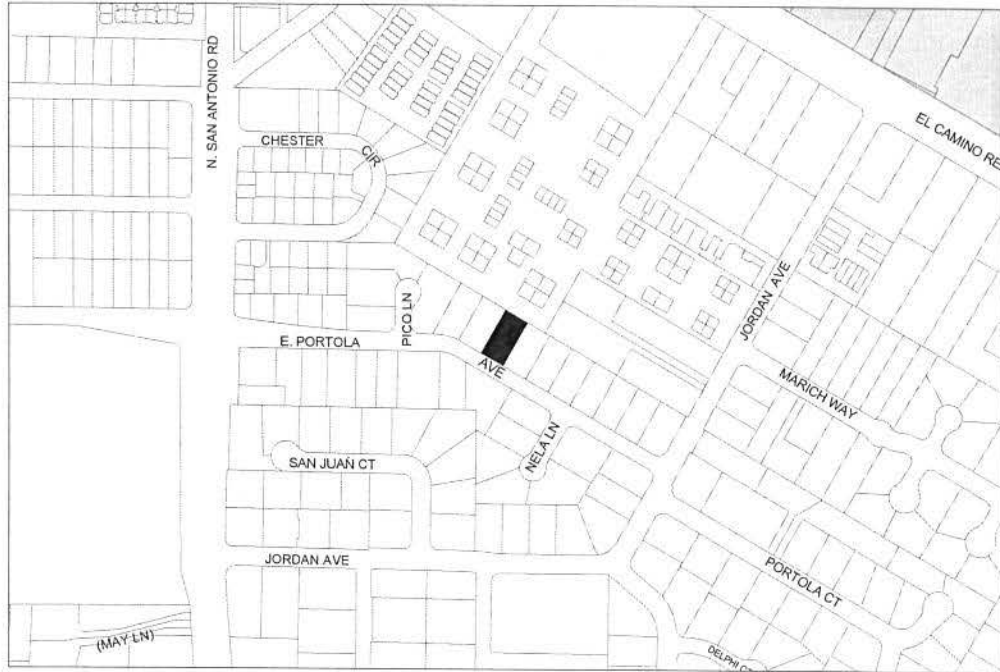 N. SAN ANTONIO RD
EL CAMINO RE
CHESTER
CIR
JORDAN AVE
PICO LN
E. PORTOLA
AVE
MARICH WAY
NELA LN
SAN JUAN CT
JORDAN AVE
PORTOLA CT
(MAY LN)
DELPHI C